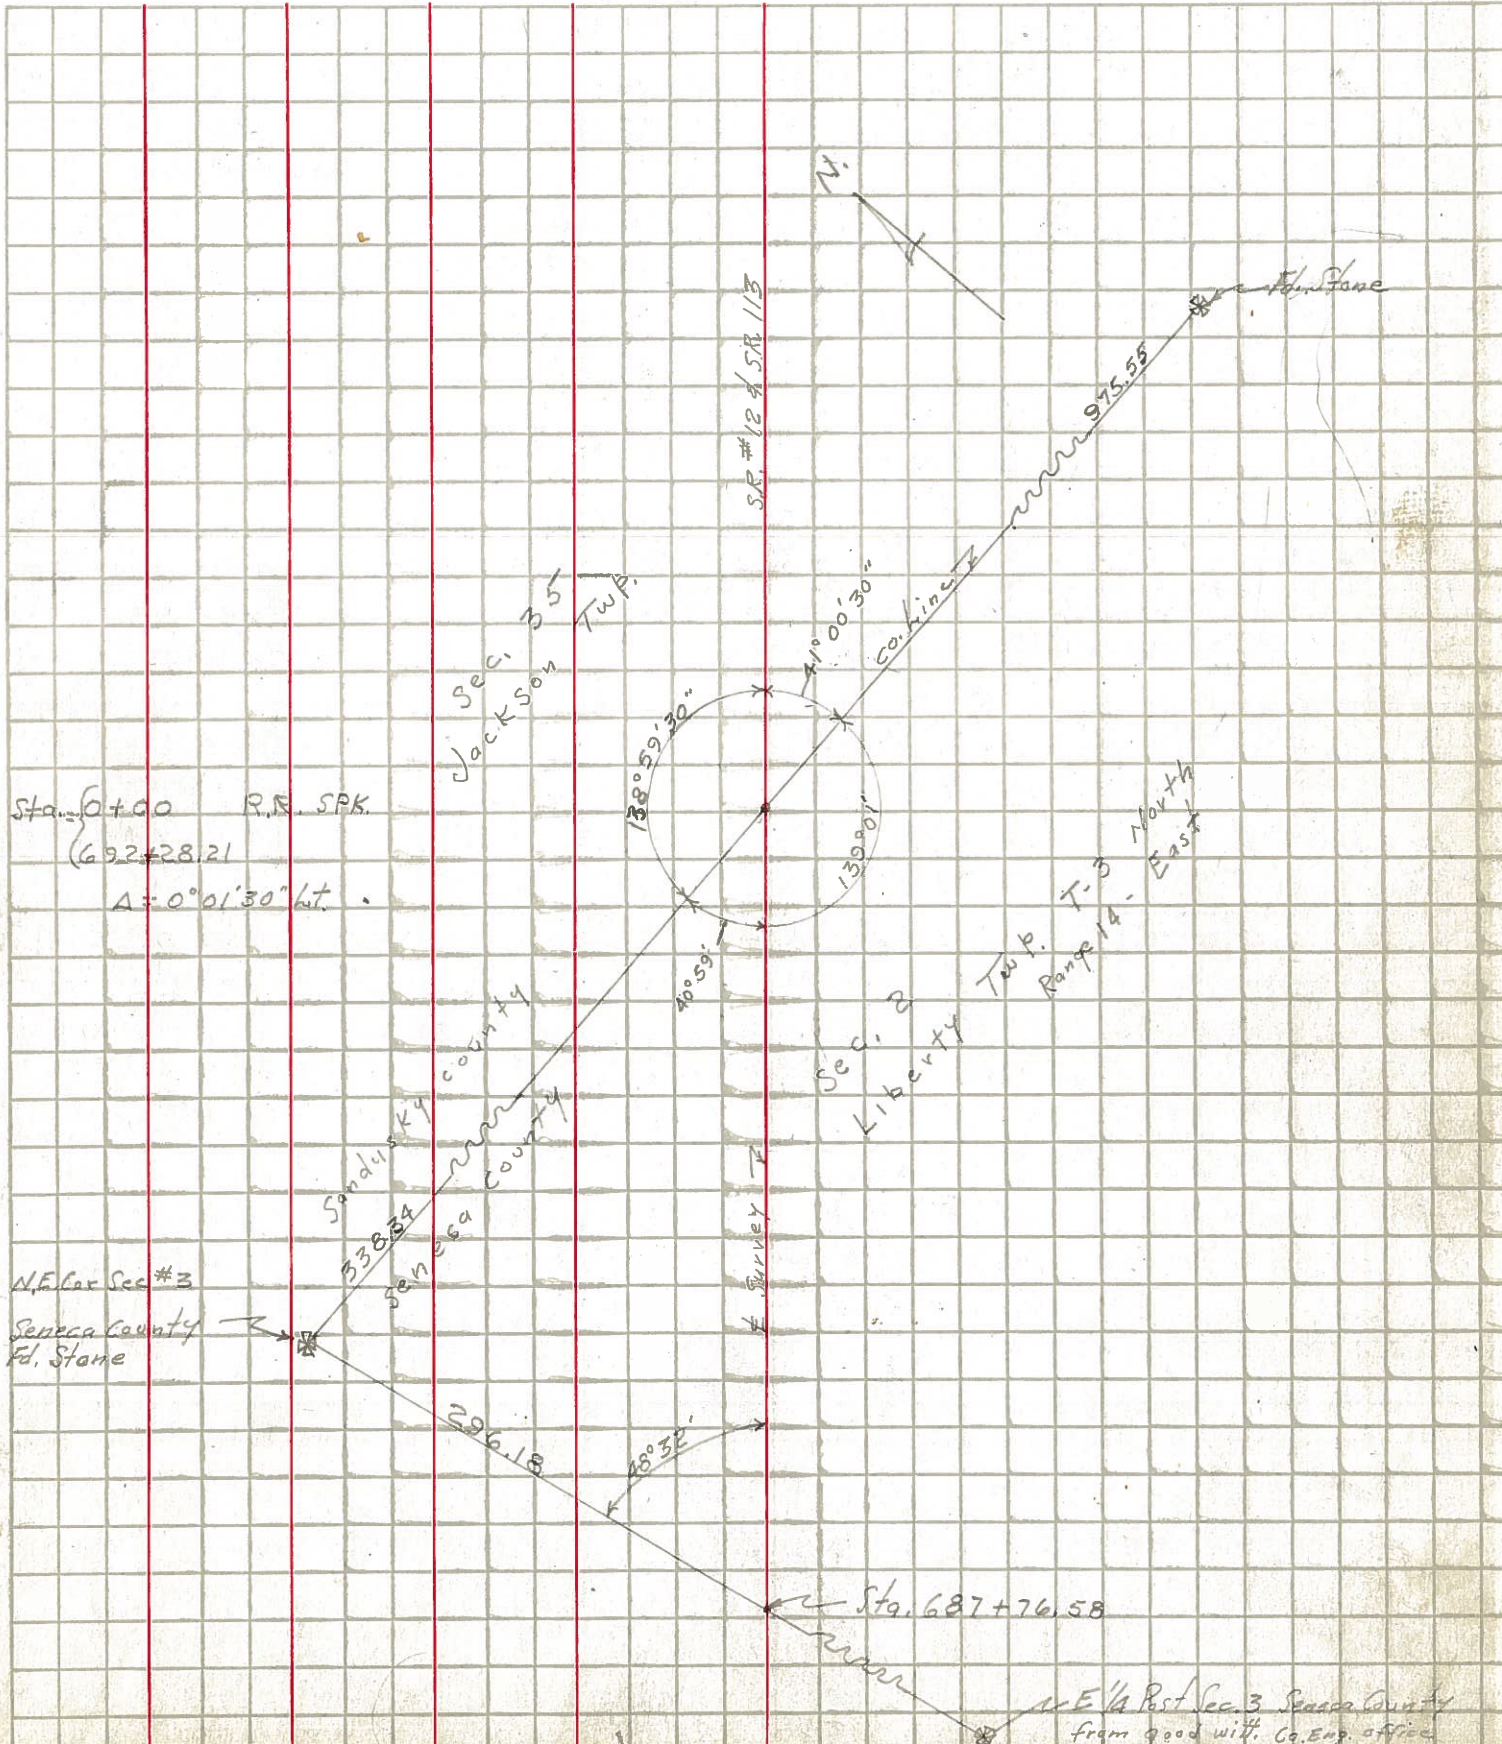 N.
Fd. Stone
975.55
S.R. #12 & S.R. 113
Co. Line
41° 00' 30"
138° 59' 30"
139° 01'
40° 59'
Sec. 35
Jackson Twp.
Sta. = { 0+00 R.R. SPK.
692+28.21
Δ = 0° 01' 30" Lt.
Sec. 2
Liberty Twp. T-3 North
Range 14 - East
Sandusky County
Seneca County
338.34
N.E. Cor Sec #3
Seneca County
Fd. Stone
℄ Survey
296.18
48° 32'
Sta. 687+76.58
E 1/4 Post Sec. 3 Seneca County
from good witt. Co. Eng. office